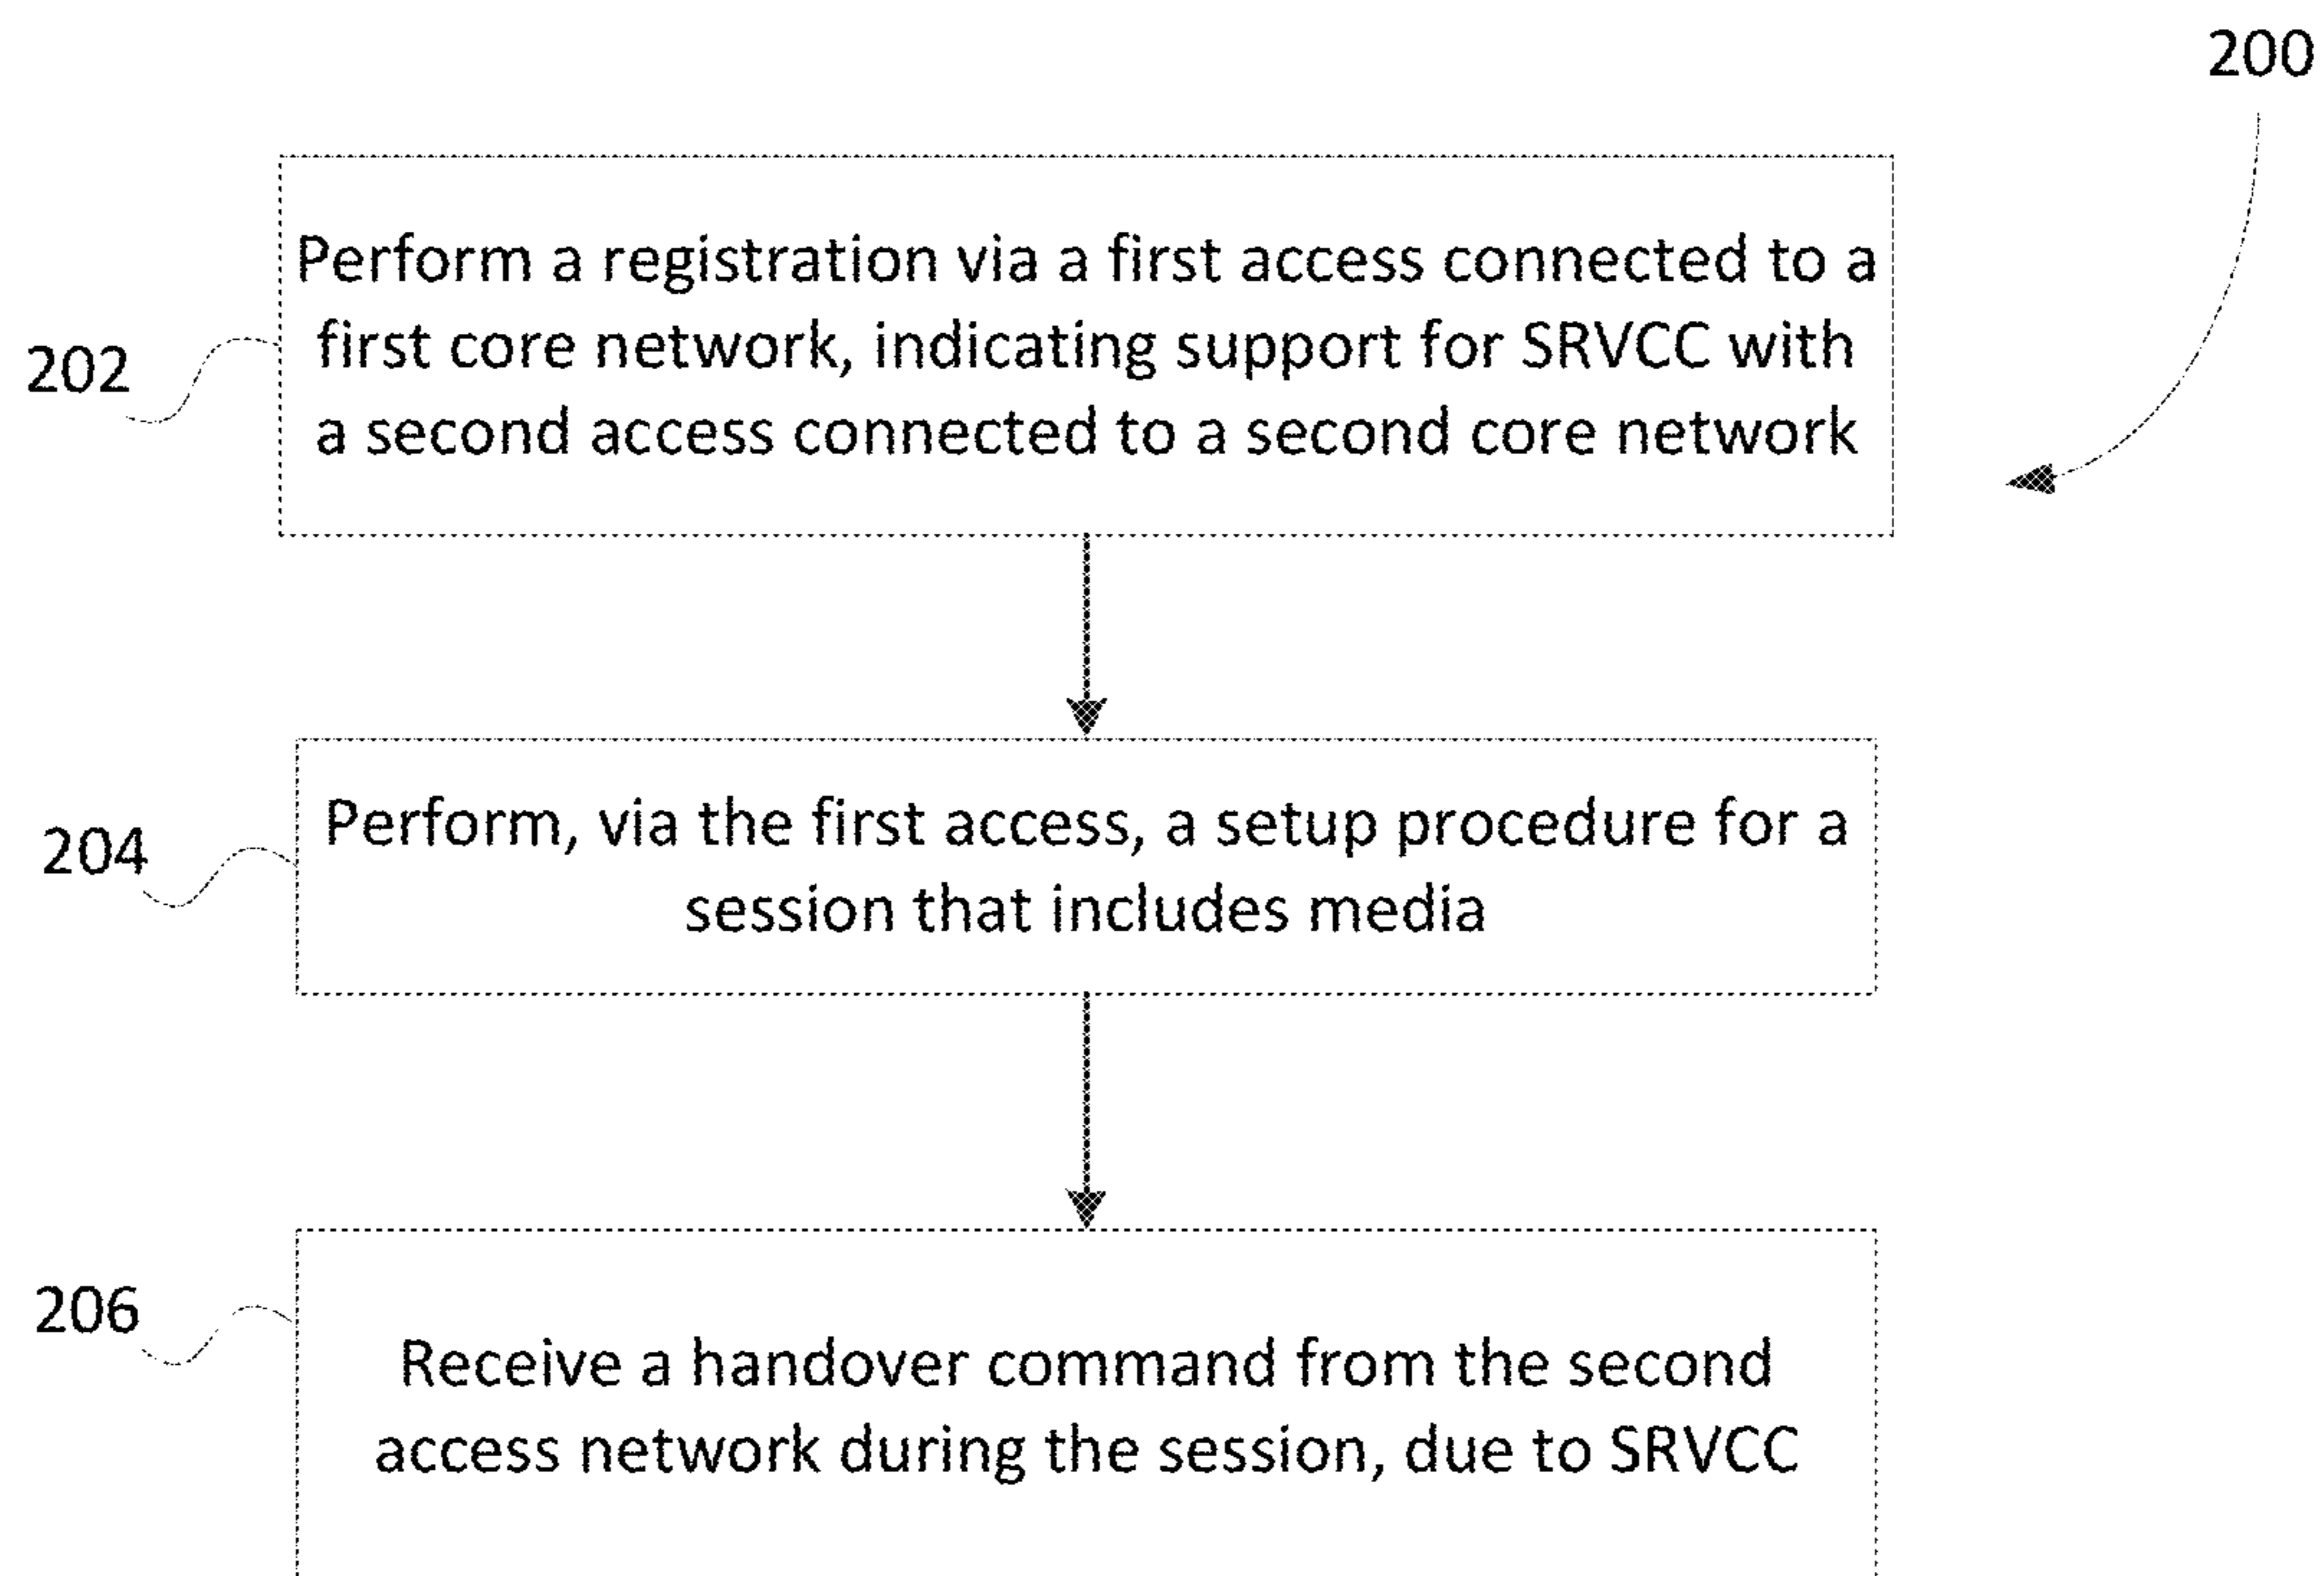 200
Perform a registration via a first access connected to a
first core network, indicating support for SRVCC with
a second access connected to a second core network
202
Perform, via the first access, a setup procedure for a
session that includes media
204
Receive a handover command from the second
access network during the session, due to SRVCC
206